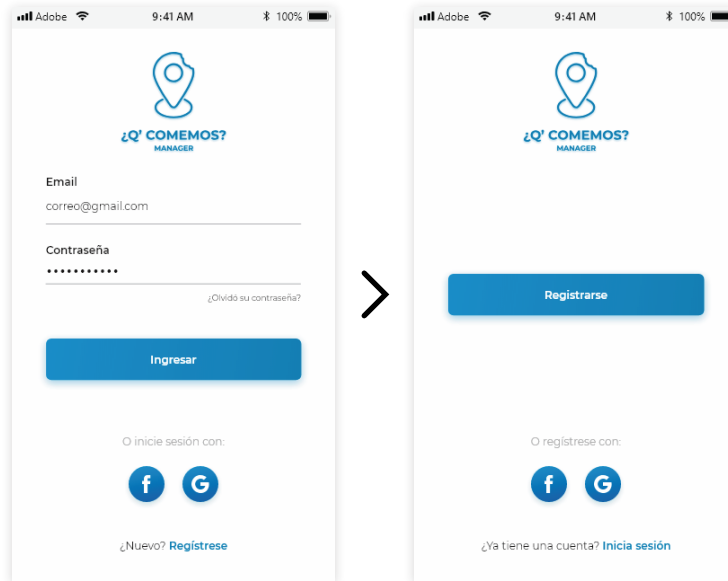 Adobe 9:41 AM 100%
¿Q' COMEMOS?
MANAGER
Email
correo@gmail.com
Contraseña
•••••••••••
¿Olvidó su contraseña?
Ingresar
O inicie sesión con:
f G
¿Nuevo? Regístrese
Adobe 9:41 AM 100%
¿Q' COMEMOS?
MANAGER
Registrarse
O regístrese con:
f G
¿Ya tiene una cuenta? Inicia sesión